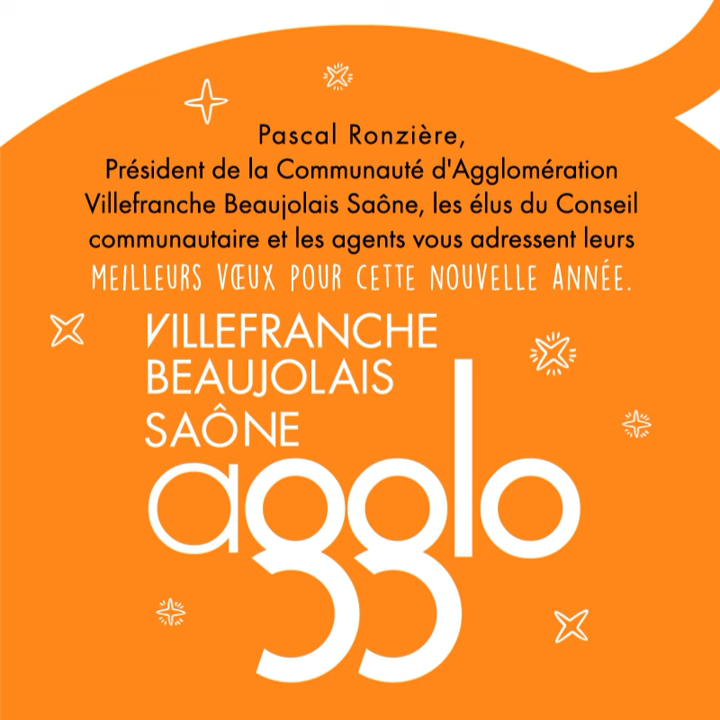 Pascal Ronzière,
Président de la Communauté d'Agglomération
Villefranche Beaujolais Saône, les élus du Conseil
communautaire et les agents vous adressent leurs
MEILLEURS VŒUX POUR CETTE NOUVELLE ANNÉE.
VILLEFRANCHE
BEAUJOLAIS
SAÔNE
agglo